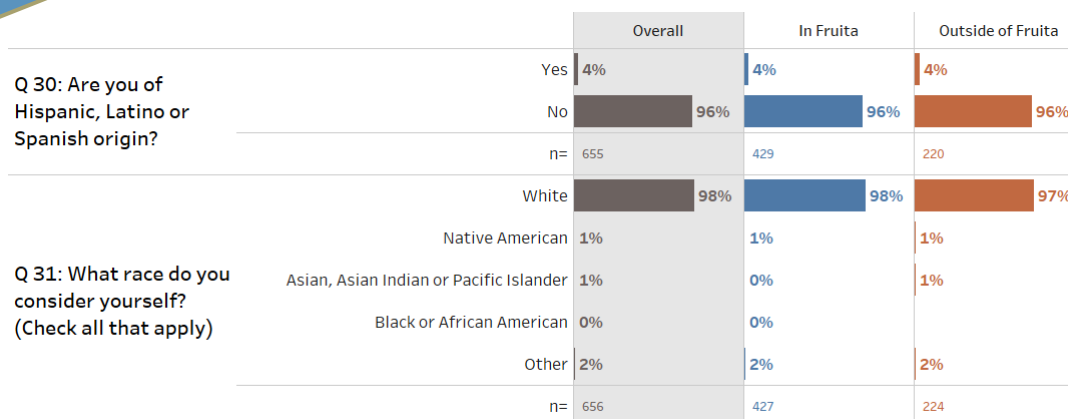 Overall In Fruita Outside of Fruita
Q 30: Are you of
Hispanic, Latino or
Spanish origin?
Yes 4% 4% 4%
No 96% 96% 96%
n= 655 429 220
Q 31: What race do you
consider yourself?
(Check all that apply)
White 98% 98% 97%
Native American 1% 1% 1%
Asian, Asian Indian or Pacific Islander 1% 0% 1%
Black or African American 0% 0%
Other 2% 2% 2%
n= 656 427 224